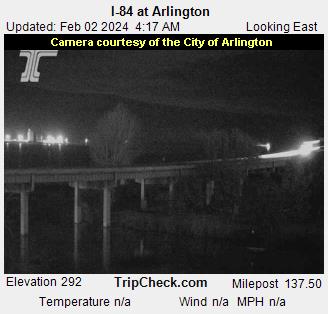 I-84 at Arlington
Updated: Feb 02 2024 4:17 AM Looking East
Camera courtesy of the City of Arlington
Elevation 292 TripCheck.com Milepost 137.50
Temperature n/a Wind n/a MPH n/a